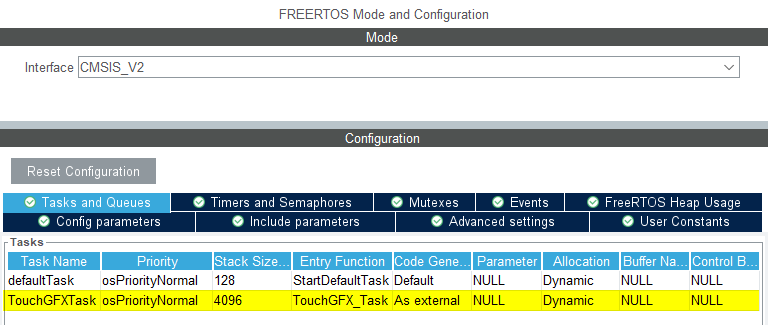 FREERTOS Mode and Configuration
Mode
Interface CMSIS_V2
Configuration
Reset Configuration
Tasks and Queues Timers and Semaphores Mutexes Events FreeRTOS Heap Usage
Config parameters Include parameters Advanced settings User Constants
Tasks
Task Name Priority Stack Size... Entry Function Code Gene... Parameter Allocation Buffer Na... Control B...
defaultTask osPriorityNormal 128 StartDefaultTask Default NULL Dynamic NULL NULL
TouchGFXTask osPriorityNormal 4096 TouchGFX_Task As external NULL Dynamic NULL NULL